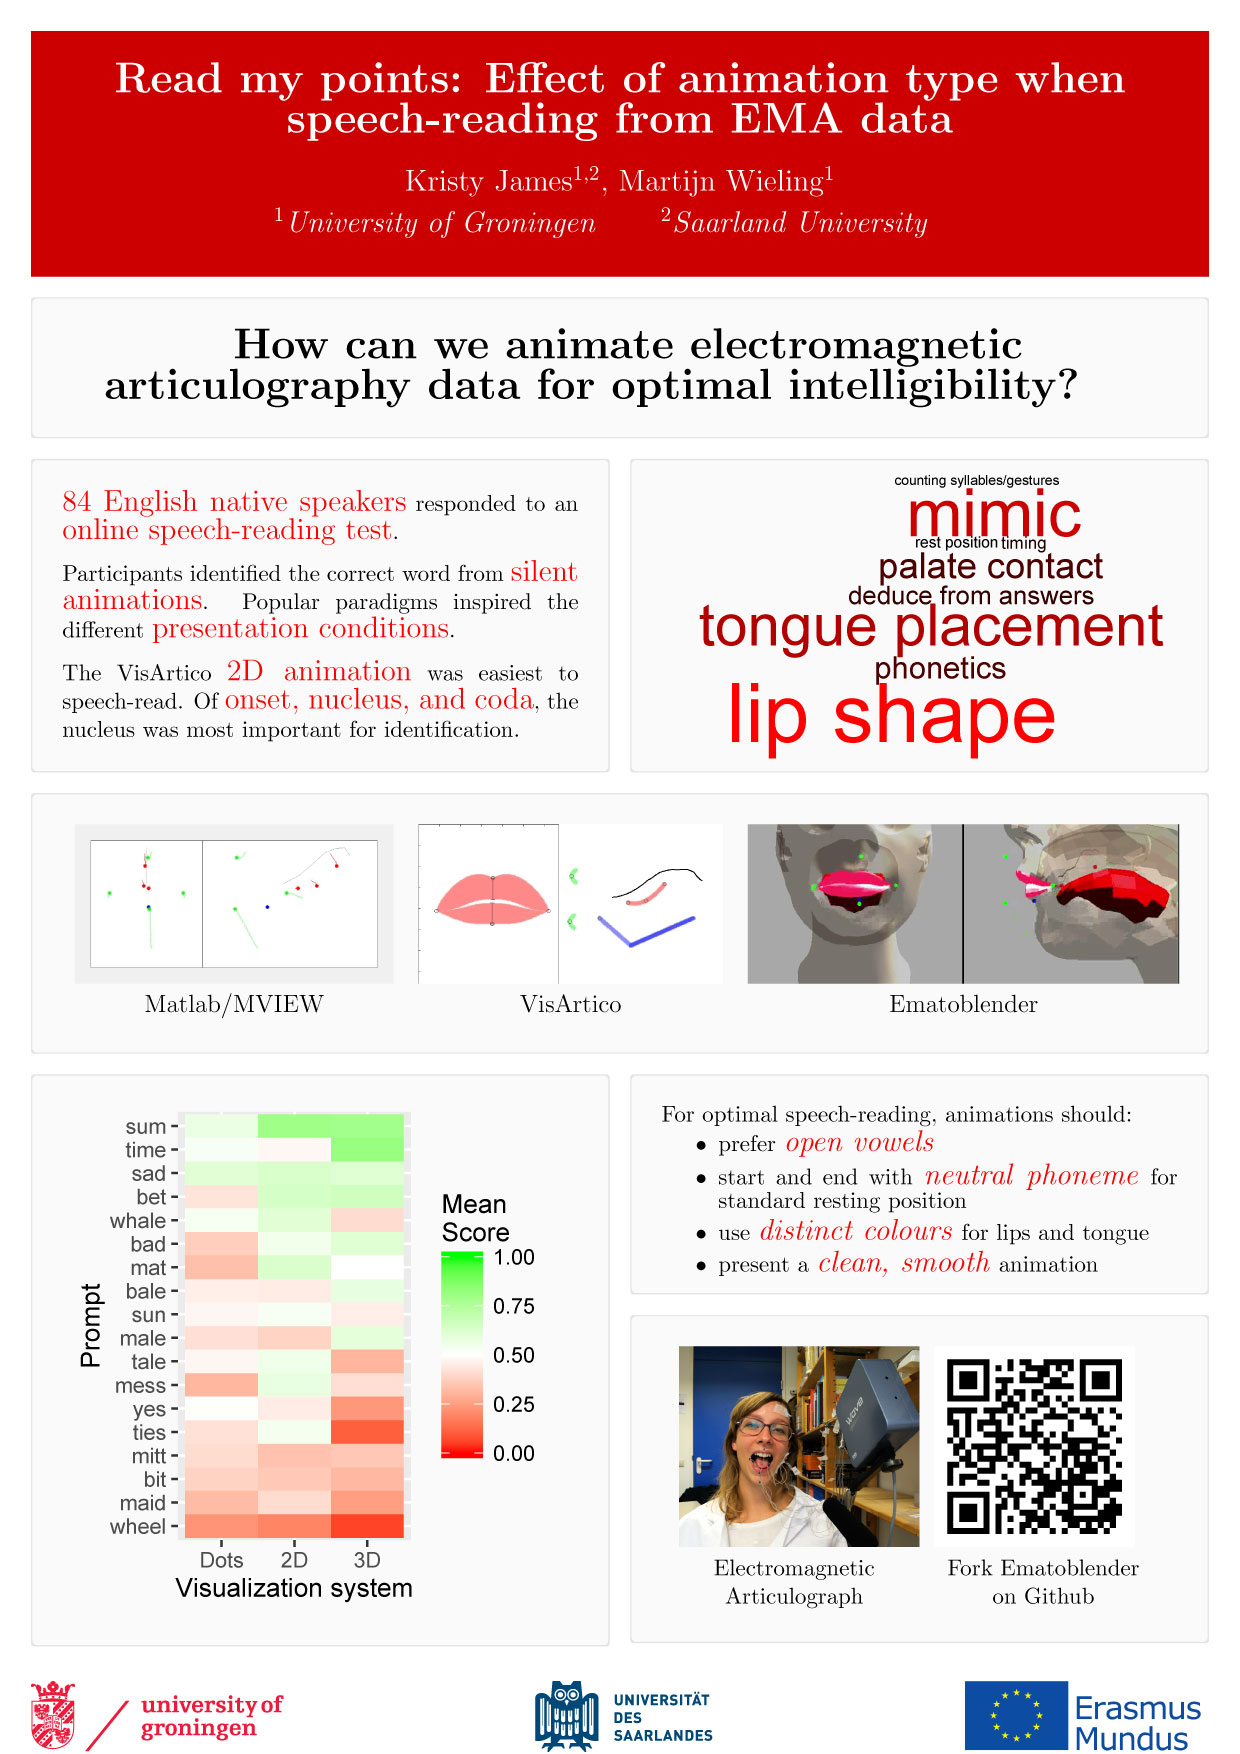 Read my points: Effect of animation type when
speech-reading from EMA data
Kristy James1,2, Martijn Wieling1
1University of Groningen 2Saarland University
How can we animate electromagnetic
articulography data for optimal intelligibility?
84 English native speakers responded to an
online speech-reading test.
Participants identified the correct word from silent
animations. Popular paradigms inspired the
different presentation conditions.
The VisArtico 2D animation was easiest to
speech-read. Of onset, nucleus, and coda, the
nucleus was most important for identification.
counting syllables/gestures
mimic
rest position timing
palate contact
deduce from answers
tongue placement
phonetics
lip shape
Matlab/MVIEW
VisArtico
Ematoblender
Prompt
sum
time
sad
bet
whale
bad
mat
bale
sun
male
tale
mess
yes
ties
mitt
bit
maid
wheel
Dots 2D 3D
Visualization system
Mean
Score
1.00
0.75
0.50
0.25
0.00
For optimal speech-reading, animations should:
• prefer open vowels
• start and end with neutral phoneme for
standard resting position
• use distinct colours for lips and tongue
• present a clean, smooth animation
wave
Electromagnetic
Articulograph
Fork Ematoblender
on Github
university of
groningen
UNIVERSITÄT
DES
SAARLANDES
Erasmus
Mundus